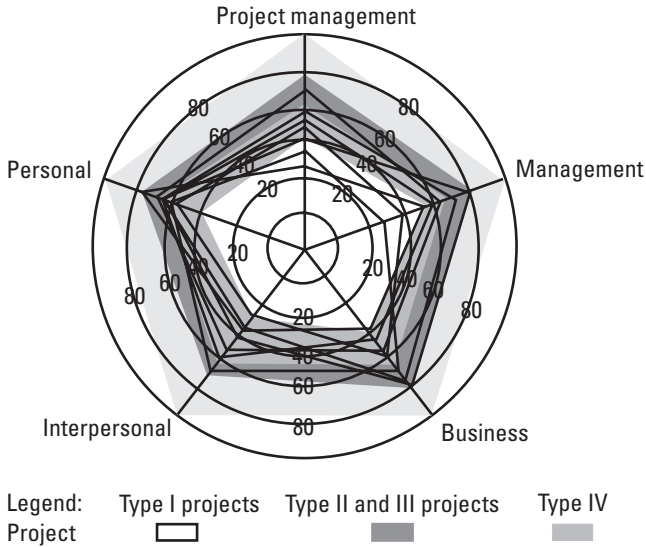 Project management
80 80
60 60
40 40
Personal Management
20 20
20 20
40 40
60 60
80 80
20
40
60
80
Interpersonal Business
Legend: Type I projects Type II and III projects Type IV
Project